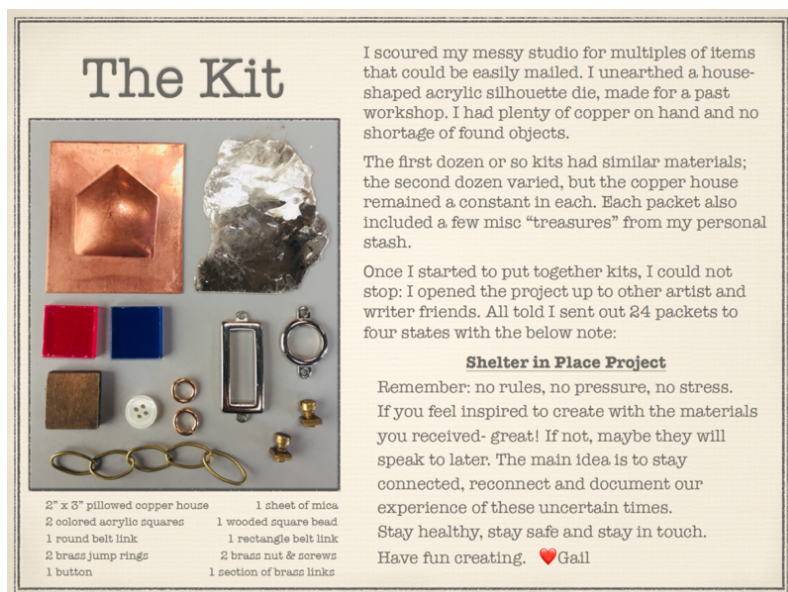 The Kit
2” x 3” pillowed copper house
1 sheet of mica
2 colored acrylic squares
1 wooded square bead
1 round belt link
1 rectangle belt link
2 brass jump rings
2 brass nut & screws
1 button
1 section of brass links
I scoured my messy studio for multiples of items
that could be easily mailed. I unearthed a house-
shaped acrylic silhouette die, made for a past
workshop. I had plenty of copper on hand and no
shortage of found objects.
The first dozen or so kits had similar materials;
the second dozen varied, but the copper house
remained a constant in each. Each packet also
included a few misc “treasures” from my personal
stash.
Once I started to put together kits, I could not
stop: I opened the project up to other artist and
writer friends. All told I sent out 24 packets to
four states with the below note:
Shelter in Place Project
Remember: no rules, no pressure, no stress.
If you feel inspired to create with the materials
you received- great! If not, maybe they will
speak to later. The main idea is to stay
connected, reconnect and document our
experience of these uncertain times.
Stay healthy, stay safe and stay in touch.
Have fun creating. ❤️Gail